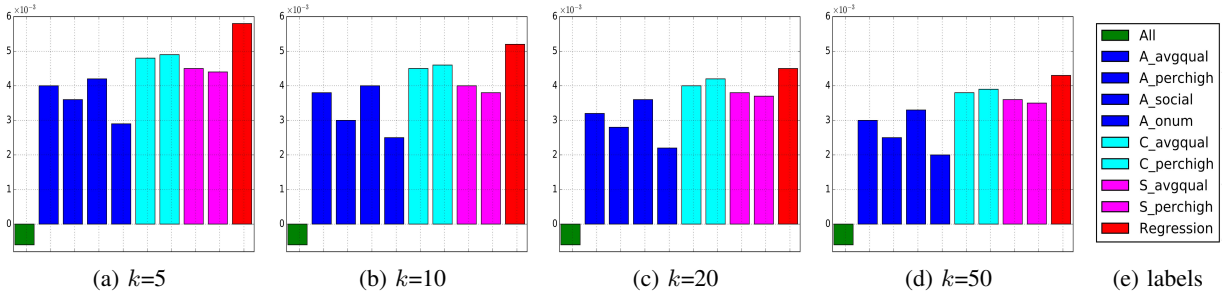 ×10⁻³
6
5
4
3
2
1
0
(a) k=5
×10⁻³
6
5
4
3
2
1
0
(b) k=10
×10⁻³
6
5
4
3
2
1
0
(c) k=20
×10⁻³
6
5
4
3
2
1
0
(d) k=50
All
A_avgqual
A_perchigh
A_social
A_onum
C_avgqual
C_perchigh
S_avgqual
S_perchigh
Regression
(e) labels